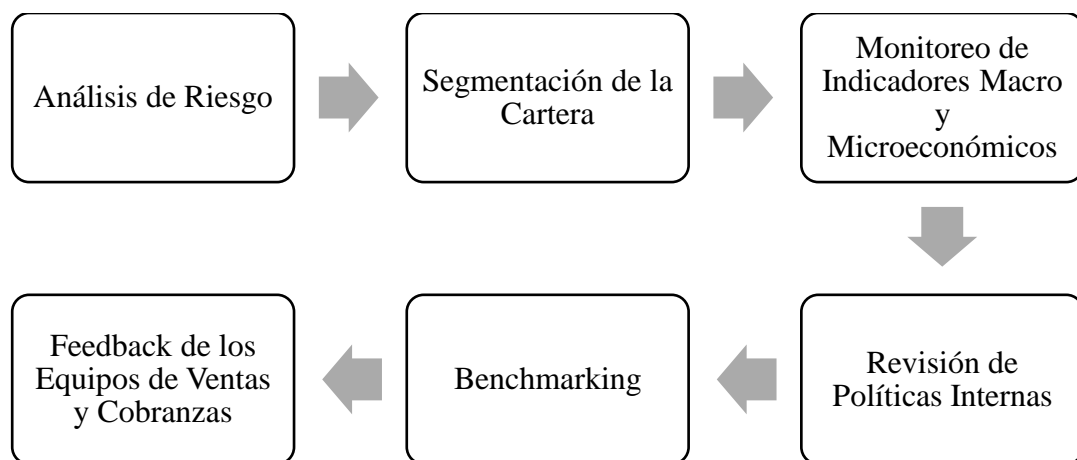 Análisis de Riesgo
Segmentación de la
Cartera
Monitoreo de
Indicadores Macro
y
Microeconómicos
Revisión de
Políticas Internas
Benchmarking
Feedback de los
Equipos de Ventas
y Cobranzas